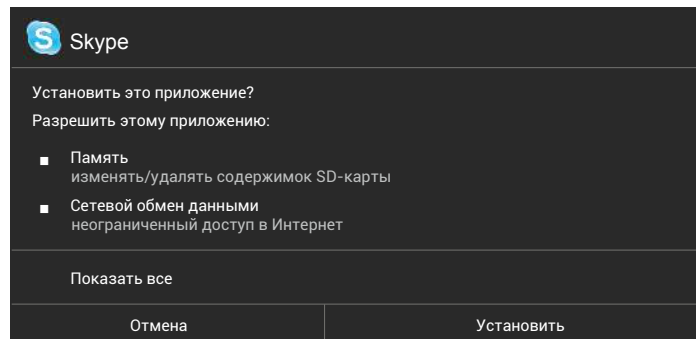 Skype
Установить это приложение?
Разрешить этому приложению:
Память
изменять/удалять содержимок SD-карты
Сетевой обмен данными
неограниченный доступ в Интернет
Показать все
Отмена
Установить